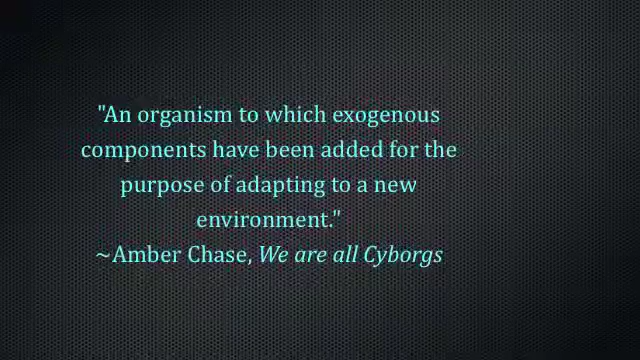 "An organism to which exogenous
components have been added for the
purpose of adapting to a new
environment."
~Amber Chase, We are all Cyborgs